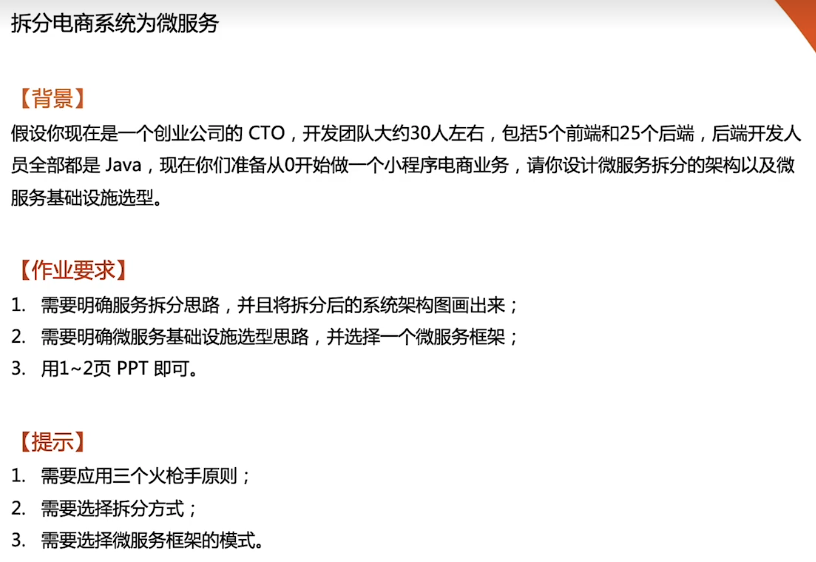 拆分电商系统为微服务
【背景】
假设你现在是一个创业公司的 CTO，开发团队大约30人左右，包括5个前端和25个后端，后端开发人
员全部都是 Java，现在你们准备从0开始做一个小程序电商业务，请你设计微服务拆分的架构以及微
服务基础设施选型。
【作业要求】
1. 需要明确服务拆分思路，并且将拆分后的系统架构图画出来；
2. 需要明确微服务基础设施选型思路，并选择一个微服务框架；
3. 用1~2页 PPT 即可。
【提示】
1. 需要应用三个火枪手原则；
2. 需要选择拆分方式；
3. 需要选择微服务框架的模式。